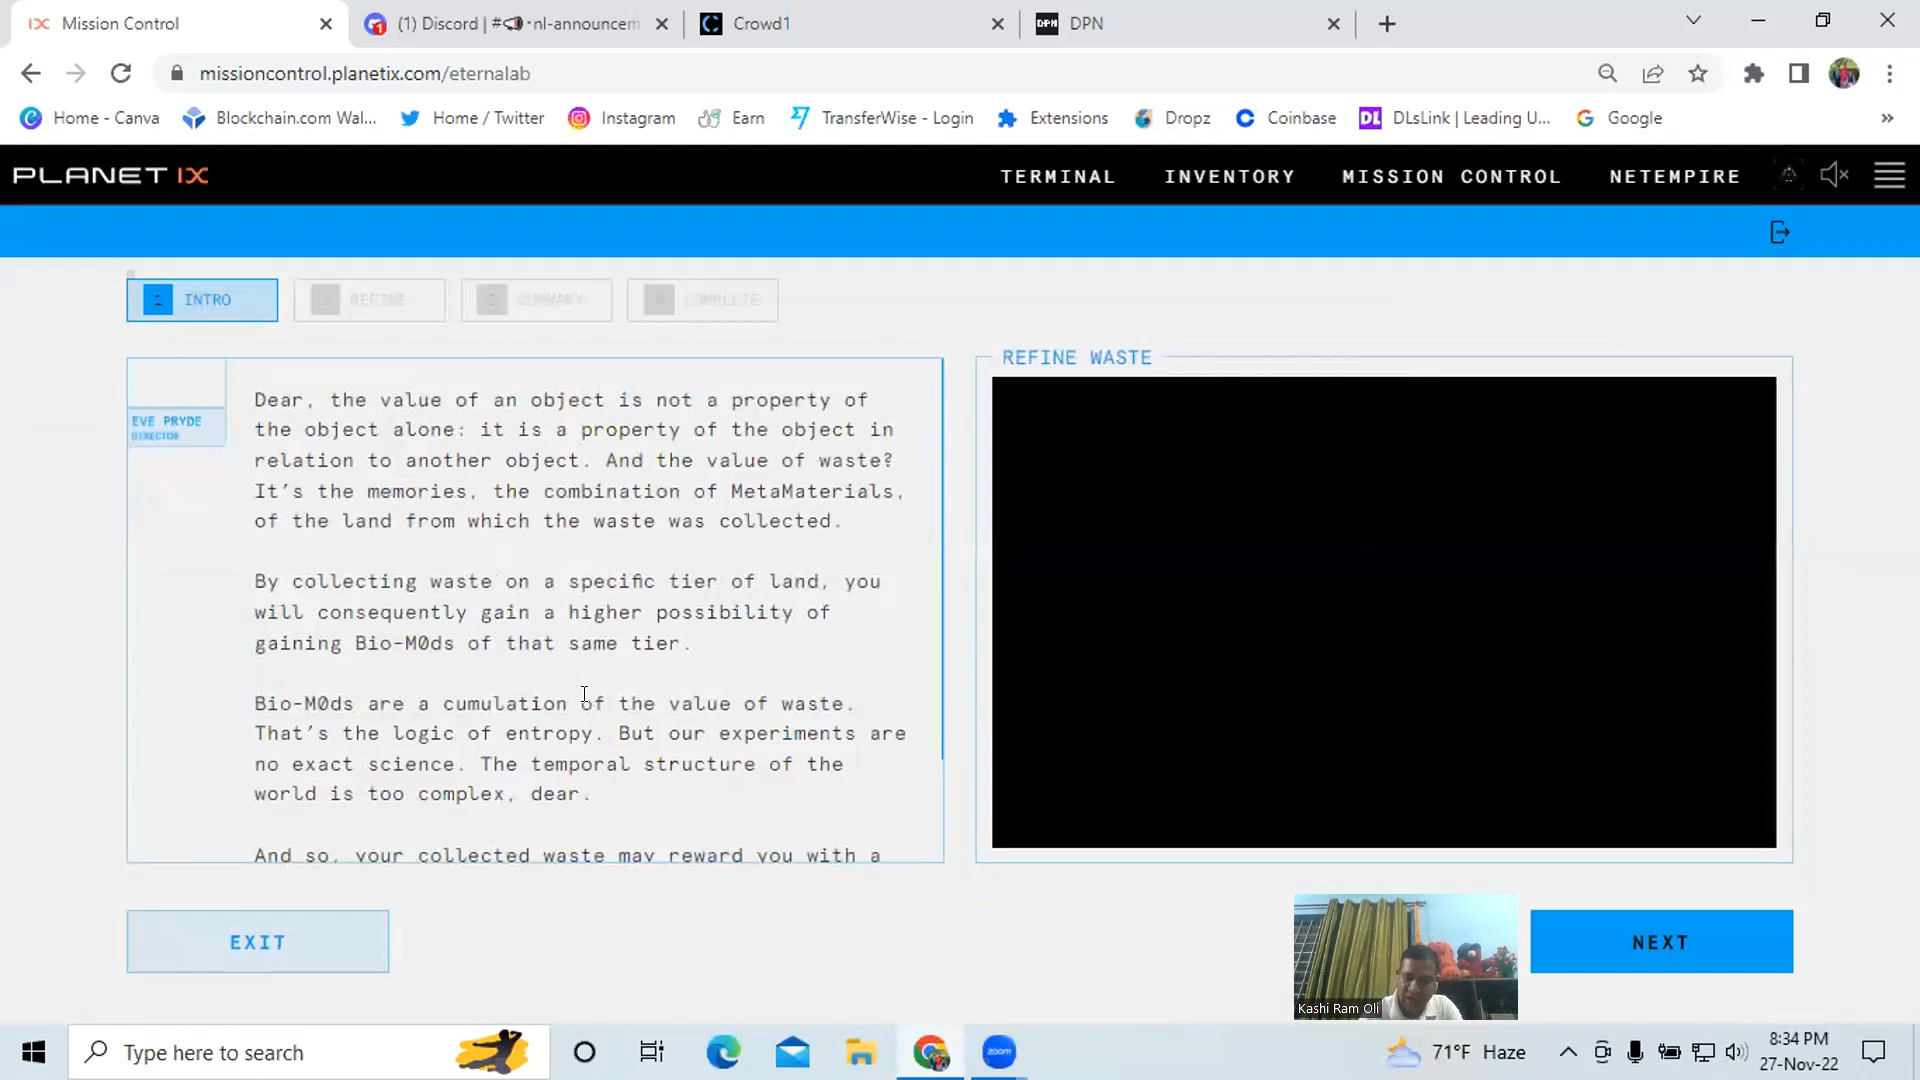 Mission Control
(1) Discord | #📢·nl-announcem
Crowd1
DPN
DPN
missioncontrol.planetix.com/eternalab
Home - Canva
Blockchain.com Wal...
Home / Twitter
Instagram
Earn
TransferWise - Login
Extensions
Dropz
Coinbase
DL
DLsLink | Leading U...
Google
PLANET IX
TERMINAL
INVENTORY
MISSION CONTROL
NETEMPIRE
1 INTRO
REFINE
SUMMARY
COMPLETE
EVE PRYDE
DIRECTOR
Dear, the value of an object is not a property of
the object alone: it is a property of the object in
relation to another object. And the value of waste?
It's the memories, the combination of MetaMaterials,
of the land from which the waste was collected.
By collecting waste on a specific tier of land, you
will consequently gain a higher possibility of
gaining Bio-M0ds of that same tier.
Bio-M0ds are a cumulation of the value of waste.
That's the logic of entropy. But our experiments are
no exact science. The temporal structure of the
world is too complex, dear.
And so, your collected waste may reward you with a
REFINE WASTE
EXIT
NEXT
Kashi Ram Oli
Type here to search
zoom
71°F Haze
8:34 PM
27-Nov-22